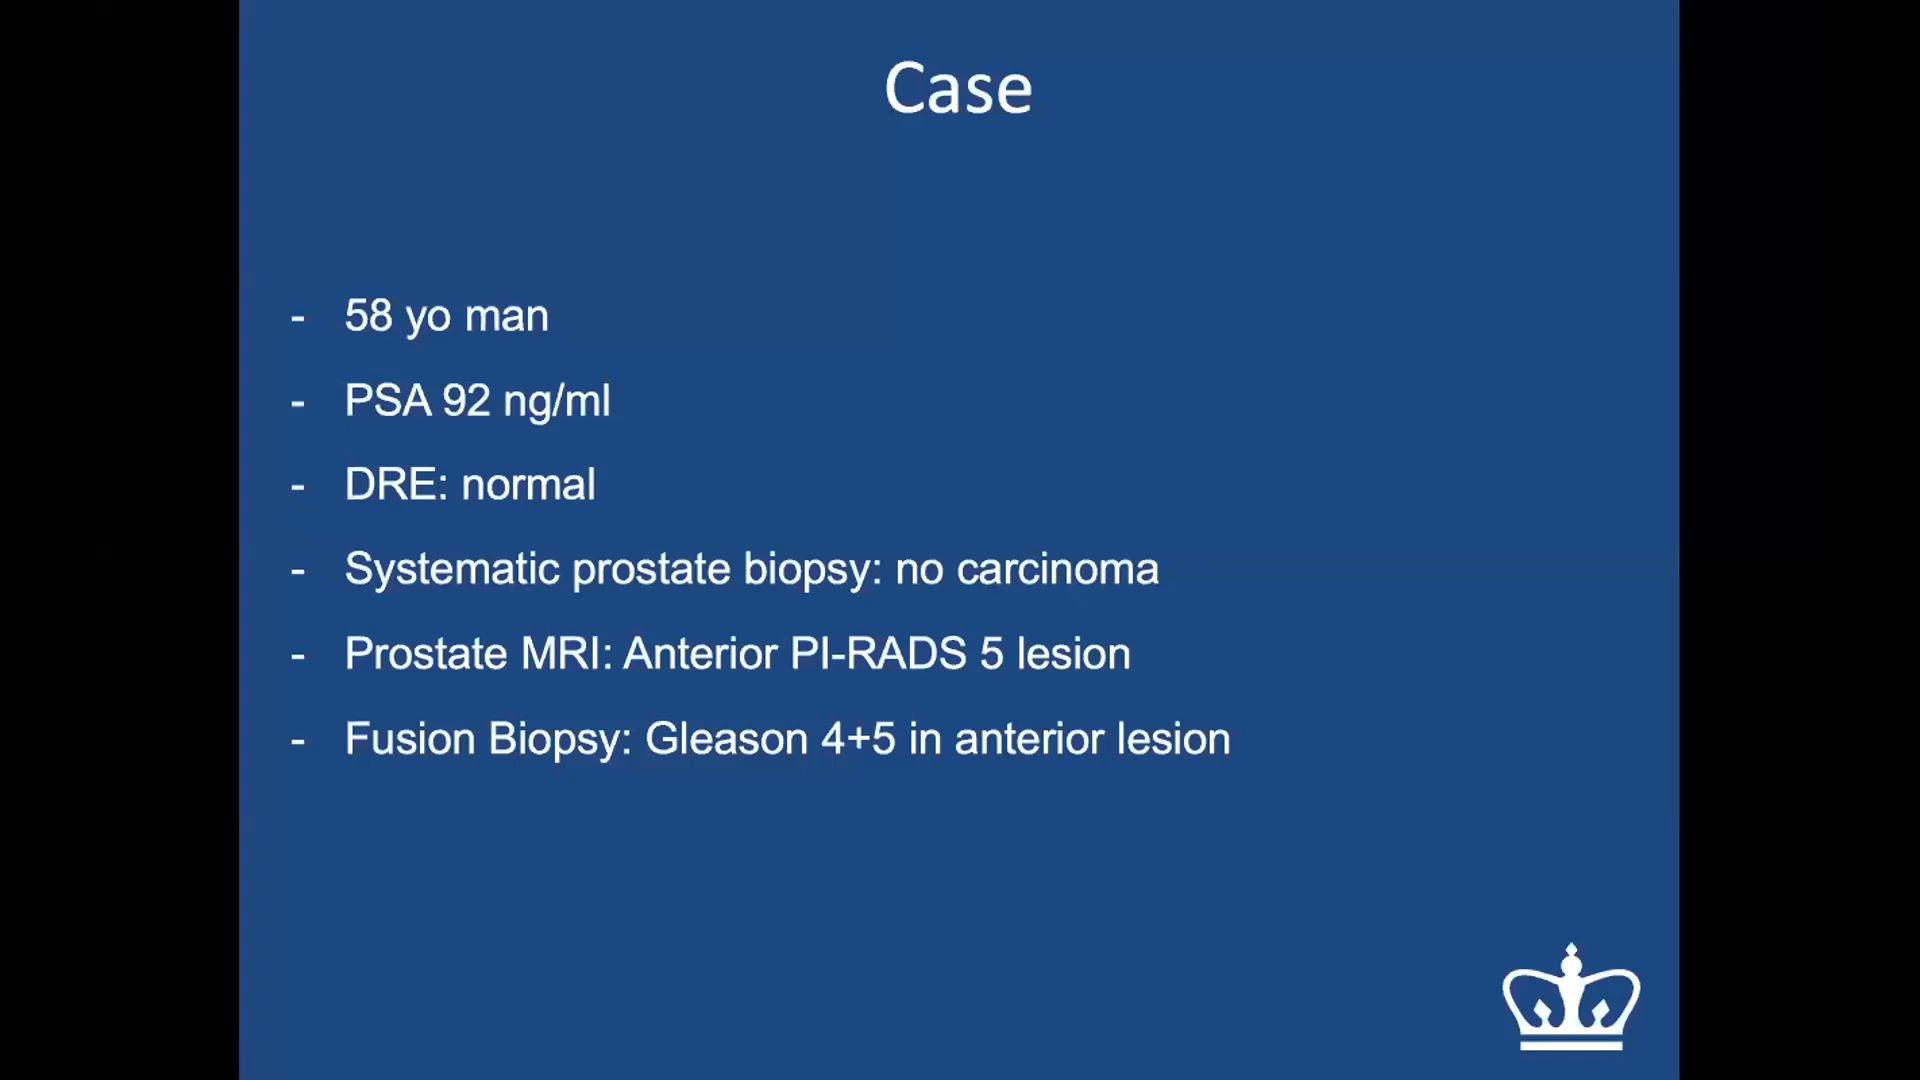 Case
- 58 yo man
- PSA 92 ng/ml
- DRE: normal
- Systematic prostate biopsy: no carcinoma
- Prostate MRI: Anterior PI-RADS 5 lesion
- Fusion Biopsy: Gleason 4+5 in anterior lesion